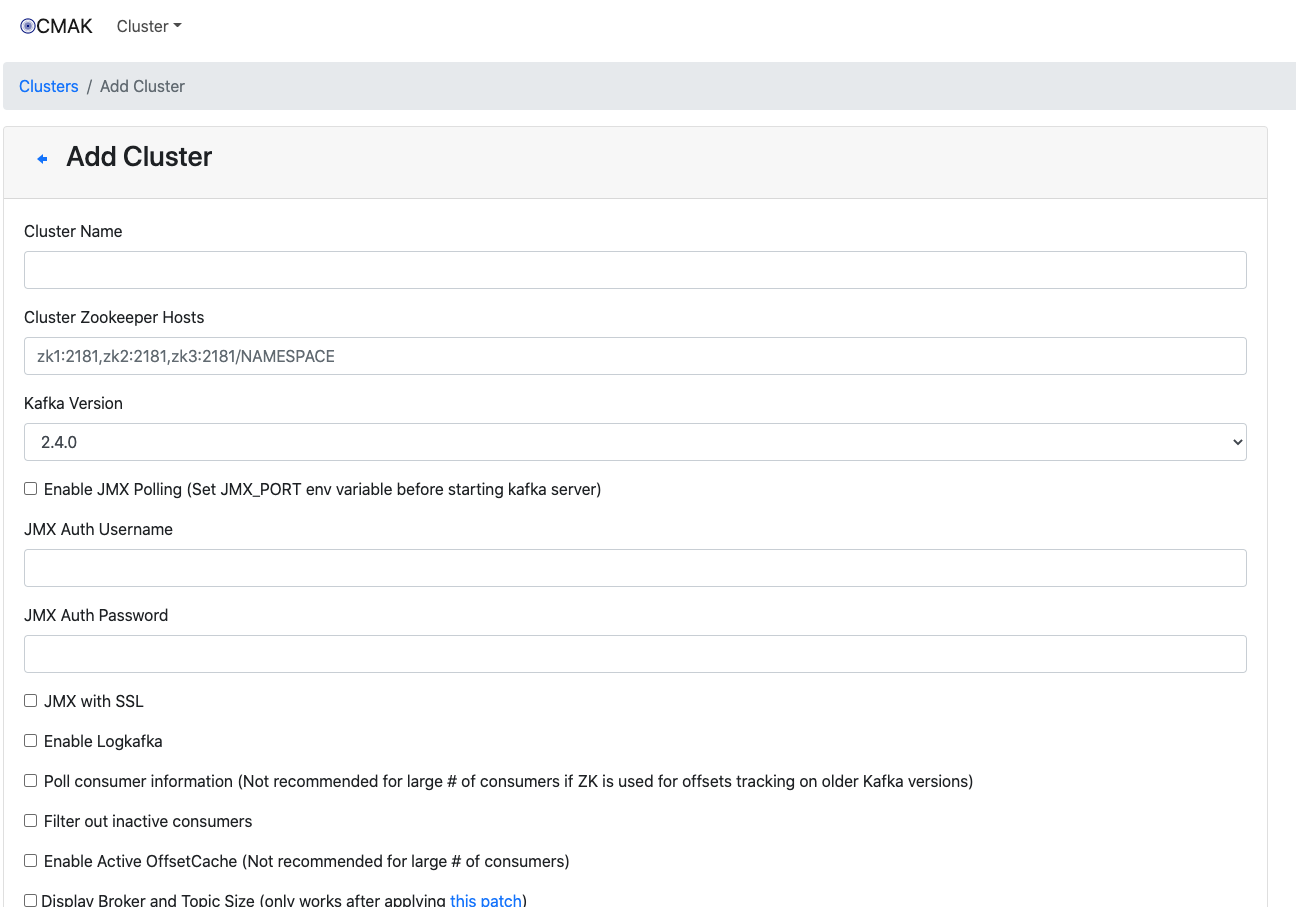 CMAK Cluster
Clusters / Add Cluster
Add Cluster
Cluster Name
Cluster Zookeeper Hosts
zk1:2181,zk2:2181,zk3:2181/NAMESPACE
Kafka Version
2.4.0
Enable JMX Polling (Set JMX_PORT env variable before starting kafka server)
JMX Auth Username
JMX Auth Password
JMX with SSL
Enable Logkafka
Poll consumer information (Not recommended for large # of consumers if ZK is used for offsets tracking on older Kafka versions)
Filter out inactive consumers
Enable Active OffsetCache (Not recommended for large # of consumers)
Display Broker and Topic Size (only works after applying this patch)